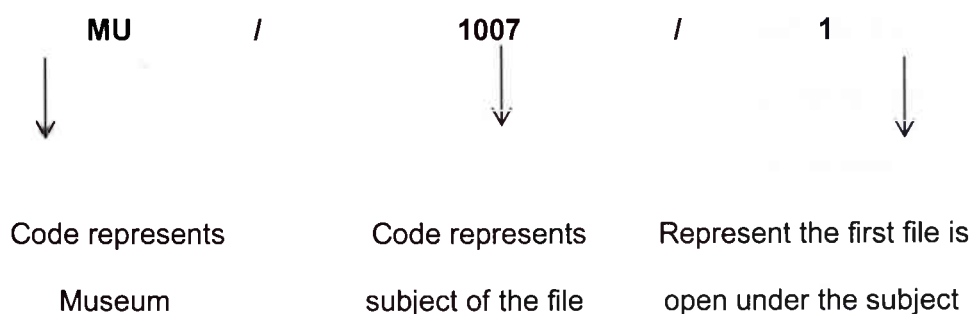 MU / 1007 / 1
Code represents Code represents Represent the first file is
Museum subject of the file open under the subject